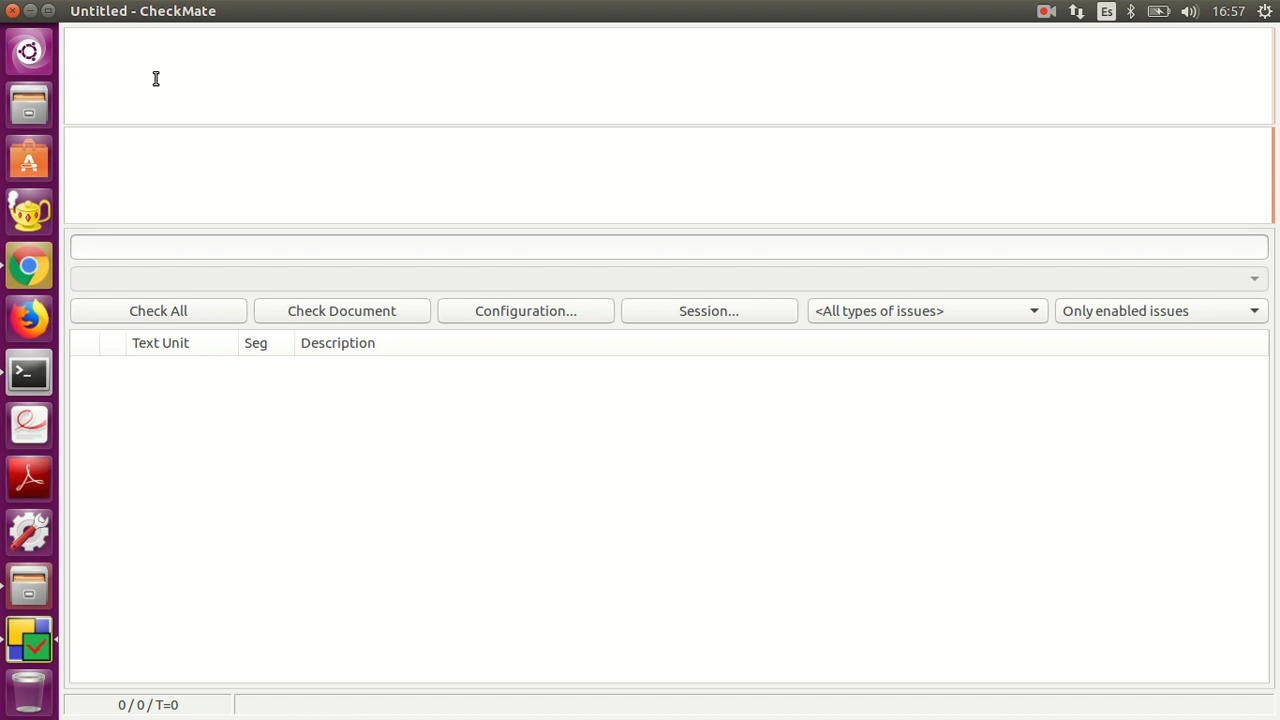 Untitled - CheckMate
Es
16:57
Check All
Check Document
Configuration...
Session...
<All types of issues>
Only enabled issues
Text Unit
Seg
Description
0 / 0 / T=0